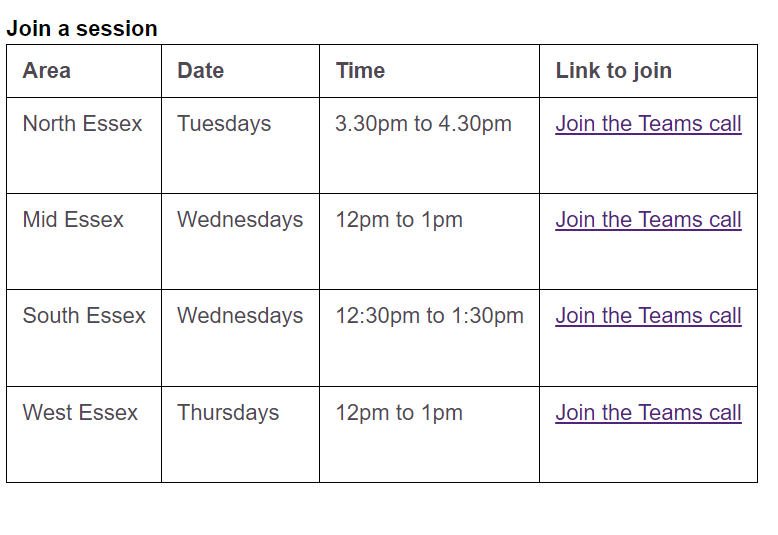 Join a session
Area Date Time Link to join
North Essex Tuesdays 3.30pm to 4.30pm Join the Teams call
Mid Essex Wednesdays 12pm to 1pm Join the Teams call
South Essex Wednesdays 12:30pm to 1:30pm Join the Teams call
West Essex Thursdays 12pm to 1pm Join the Teams call